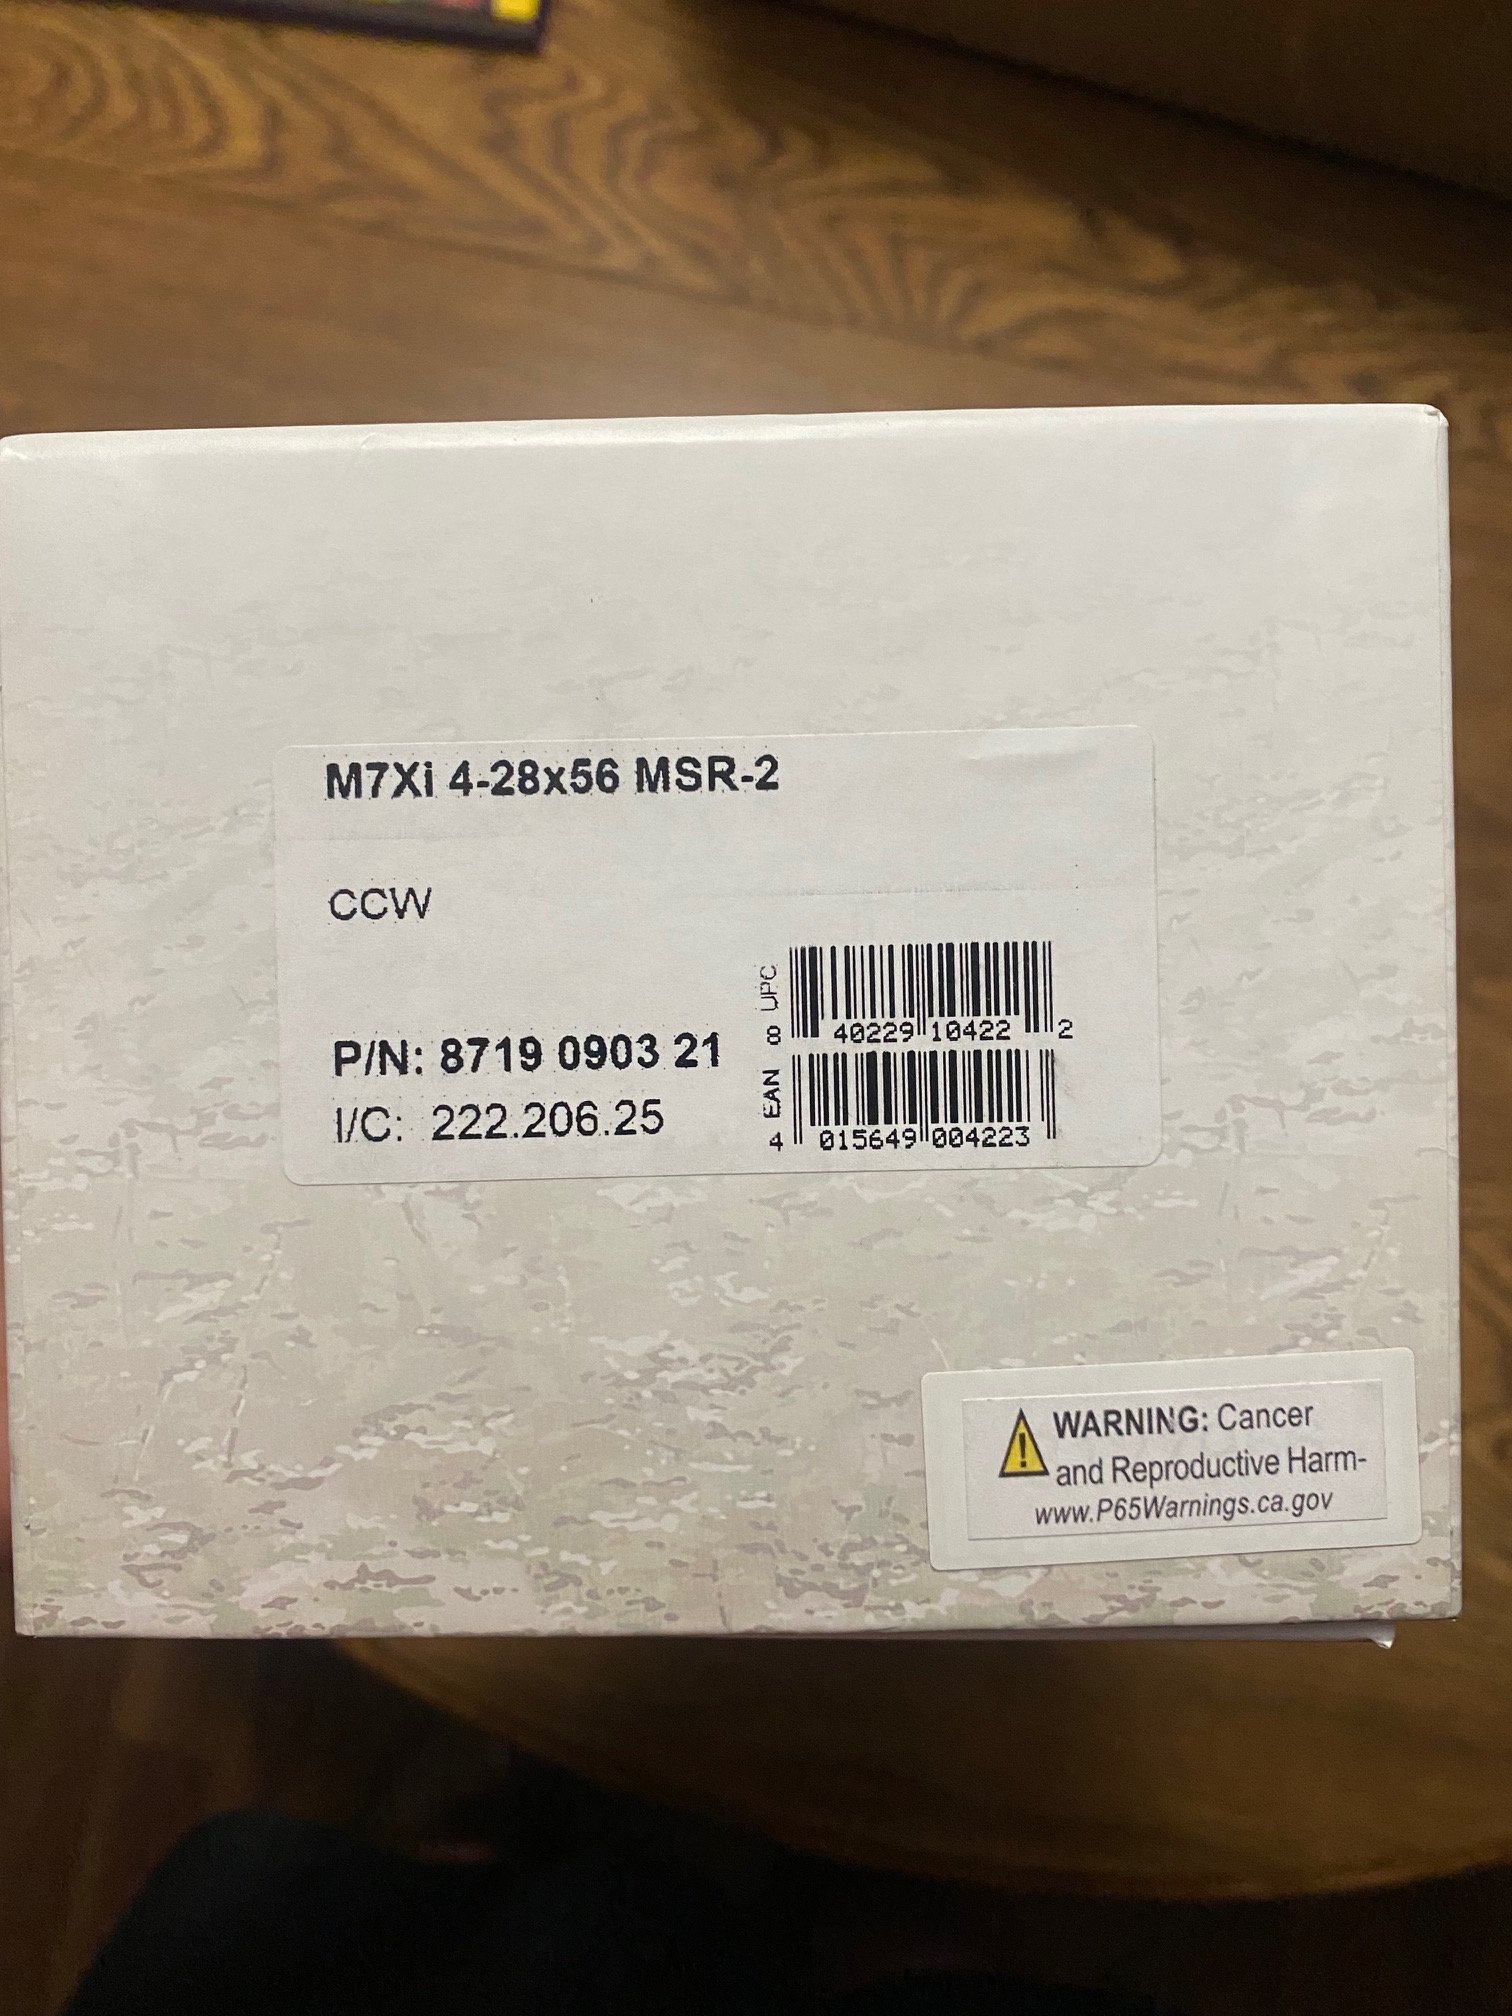 M7Xi 4-28x56 MSR-2
CCW
P/N: 8719 0903 21
I/C: 222.206.25
UPC
8 40229 10422 2
EAN
4 015649 004223
WARNING: Cancer
and Reproductive Harm-
www.P65Warnings.ca.gov